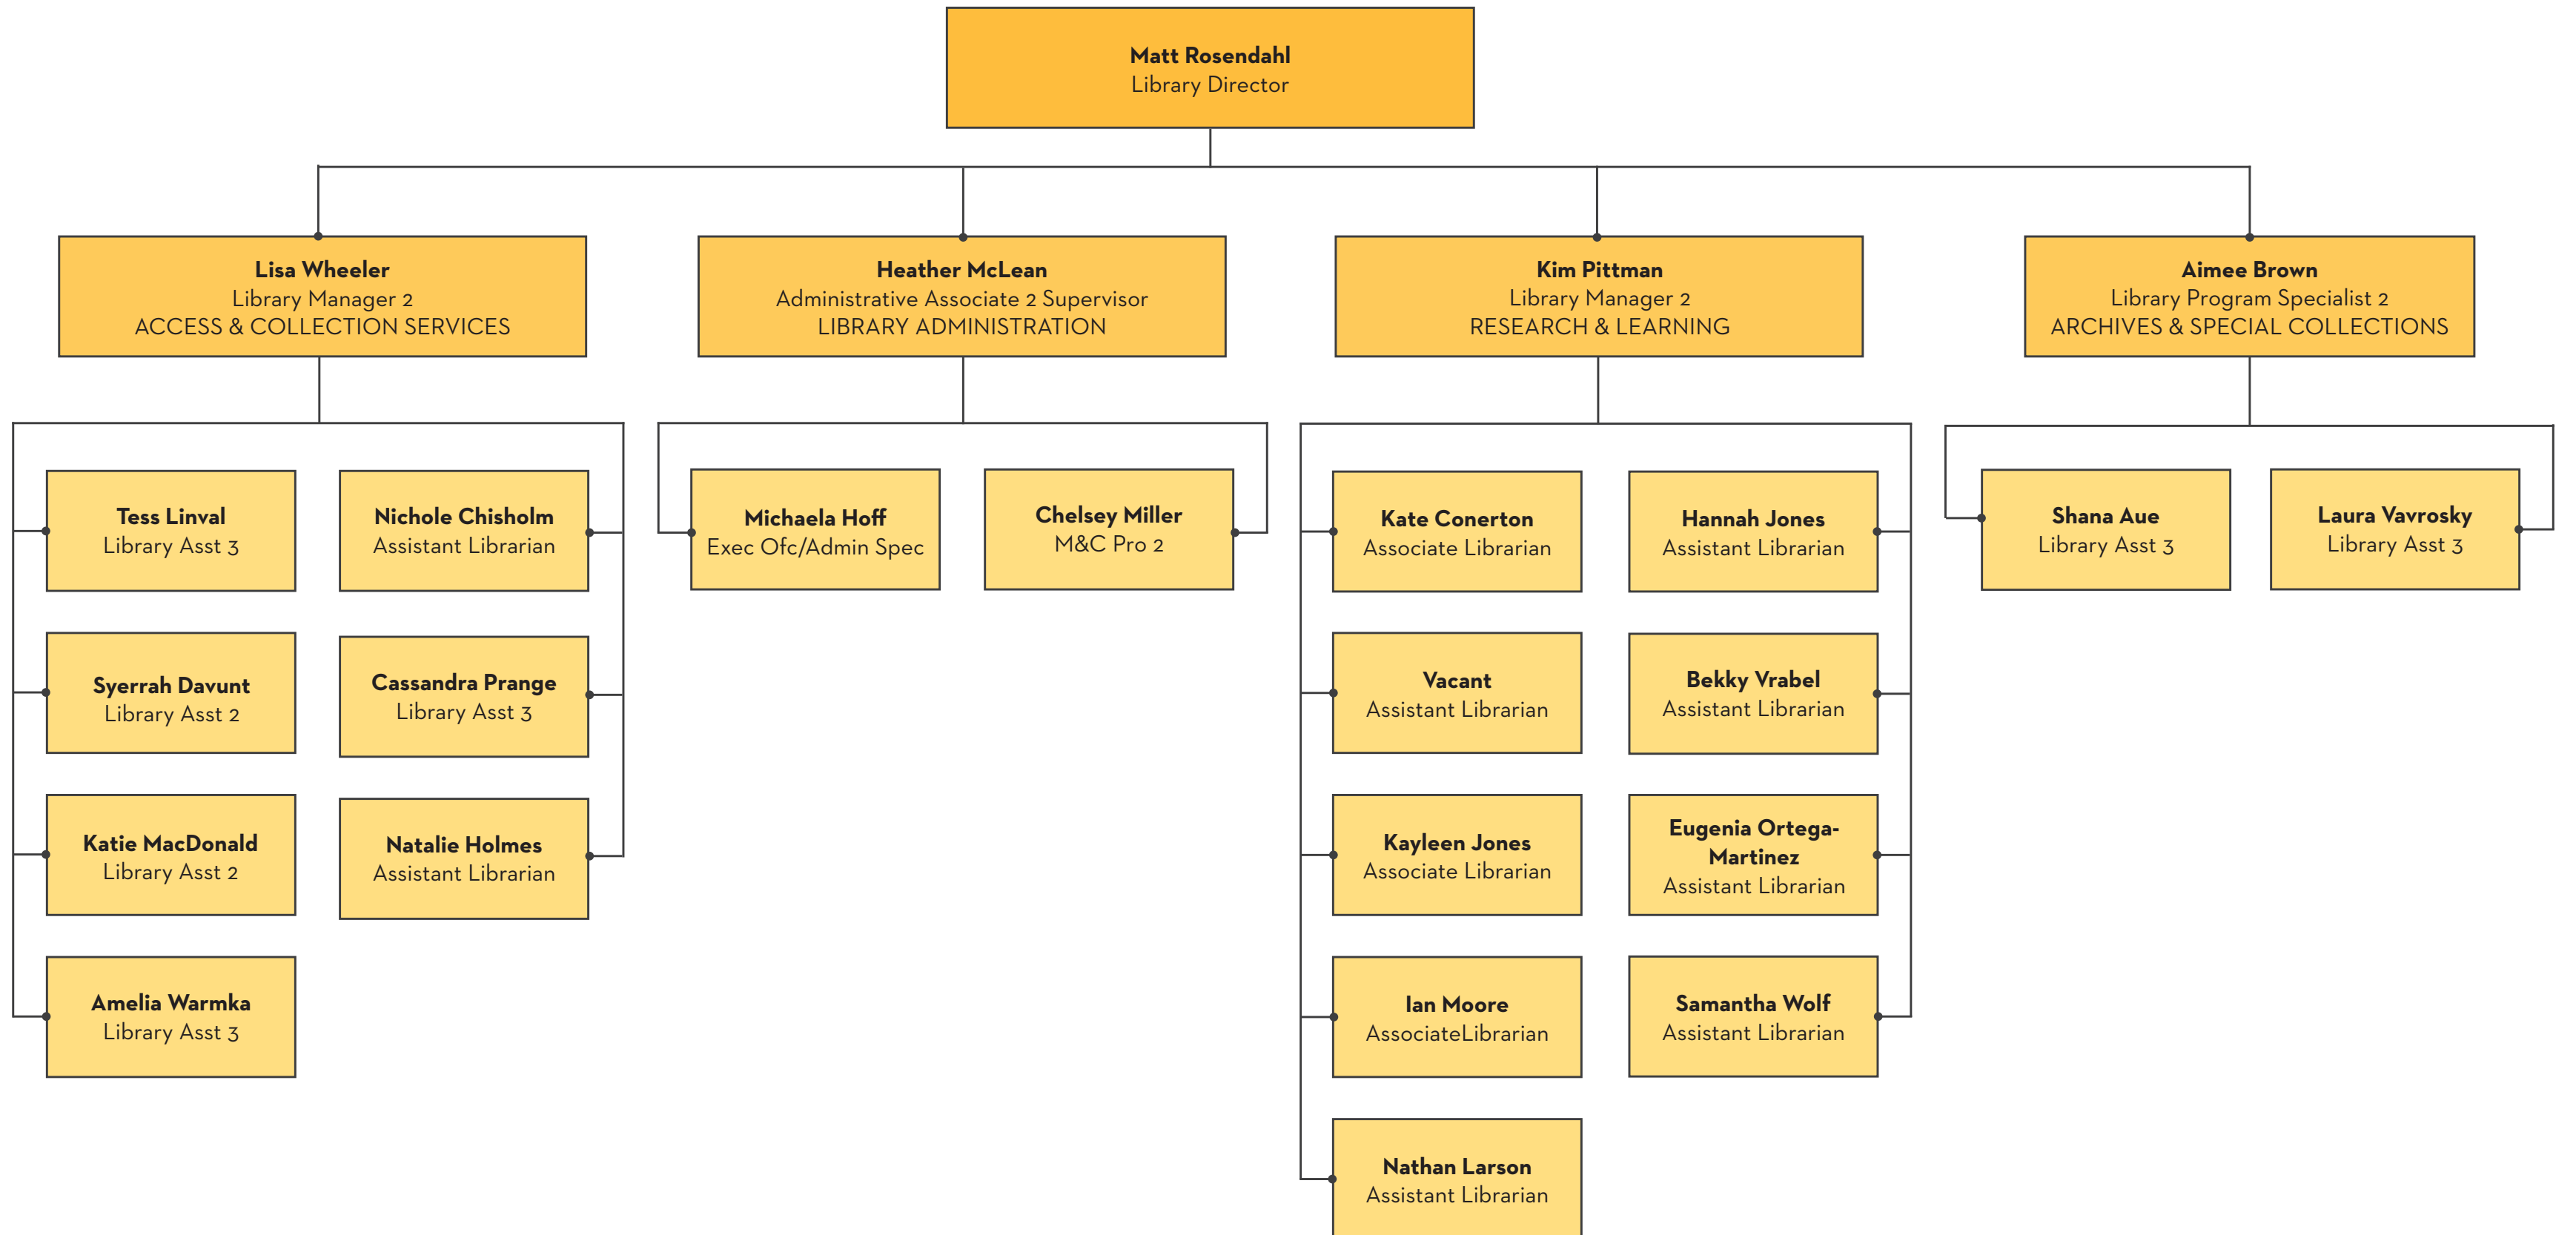 Matt Rosendahl
Library Director
Lisa Wheeler
Library Manager 2
ACCESS & COLLECTION SERVICES
Heather McLean
Administrative Associate 2 Supervisor
LIBRARY ADMINISTRATION
Kim Pittman
Library Manager 2
RESEARCH & LEARNING
Aimee Brown
Library Program Specialist 2
ARCHIVES & SPECIAL COLLECTIONS
Tess Linval
Library Asst 3
Nichole Chisholm
Assistant Librarian
Syerrah Davunt
Library Asst 2
Cassandra Prange
Library Asst 3
Katie MacDonald
Library Asst 2
Natalie Holmes
Assistant Librarian
Amelia Warmka
Library Asst 3
Michaela Hoff
Exec Ofc/Admin Spec
Chelsey Miller
M&C Pro 2
Kate Conerton
Associate Librarian
Hannah Jones
Assistant Librarian
Vacant
Assistant Librarian
Bekky Vrabel
Assistant Librarian
Kayleen Jones
Associate Librarian
Eugenia Ortega-
Martinez
Assistant Librarian
Ian Moore
AssociateLibrarian
Samantha Wolf
Assistant Librarian
Nathan Larson
Assistant Librarian
Shana Aue
Library Asst 3
Laura Vavrosky
Library Asst 3